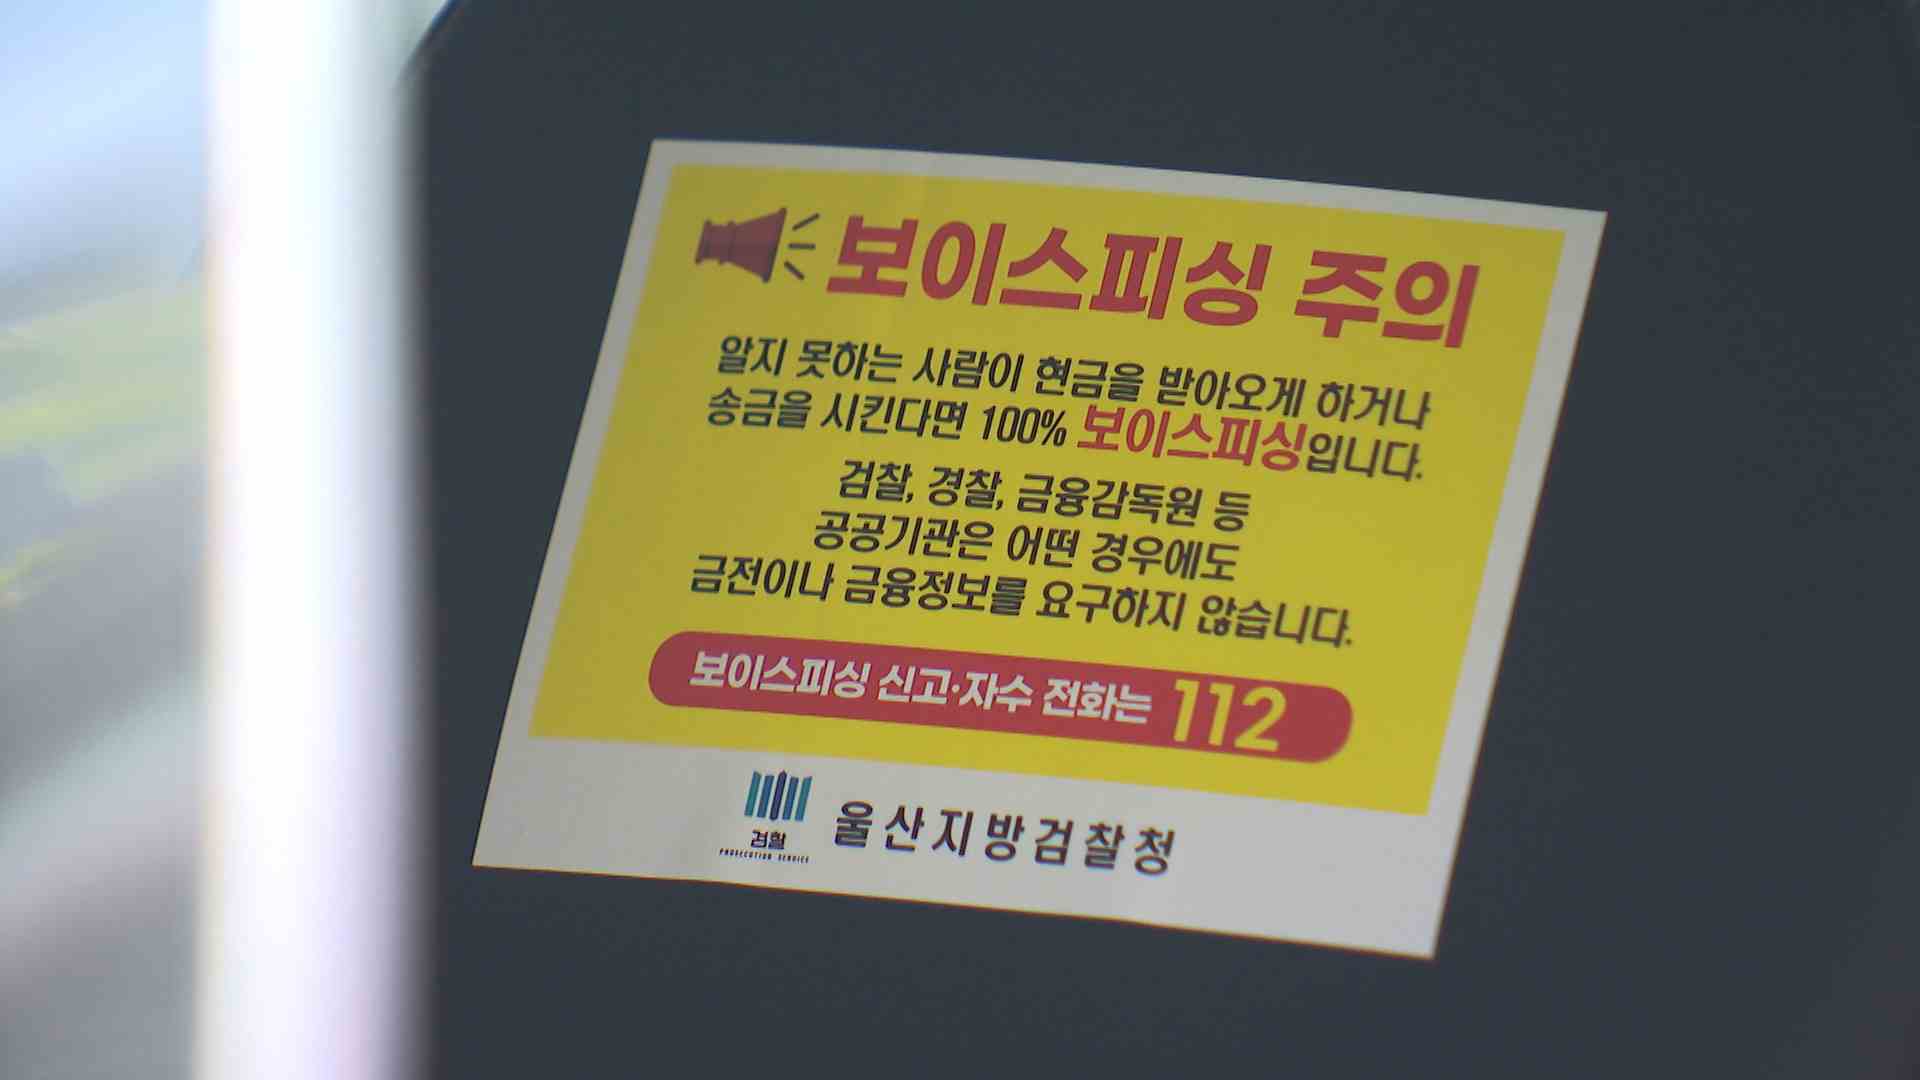 보이스피싱 주의
알지 못하는 사람이 현금을 받아오게 하거나
송금을 시킨다면 100% 보이스피싱입니다.
검찰, 경찰, 금융감독원 등
공공기관은 어떤 경우에도
금전이나 금융정보를 요구하지 않습니다.
보이스피싱 신고·자수 전화는 112
검찰
PROSECUTION SERVICE
울산지방검찰청